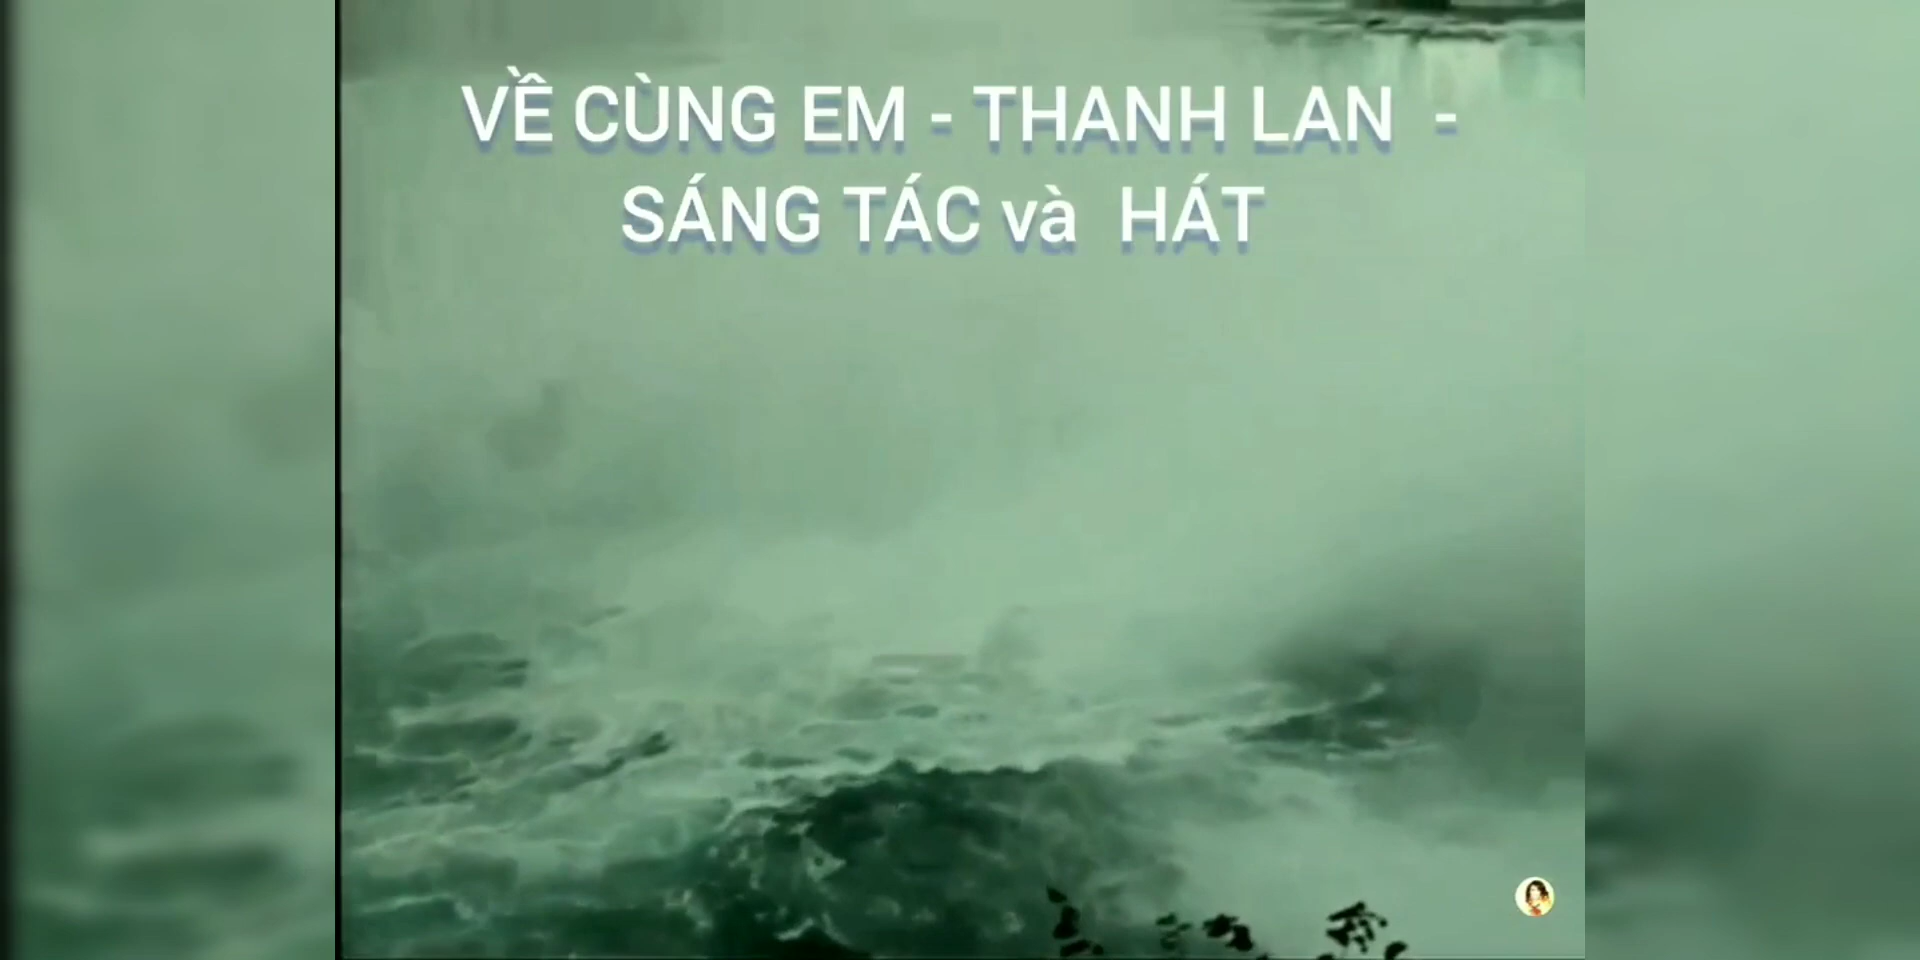 VỀ CÙNG EM - THANH LAN -
SÁNG TÁC và HÁT